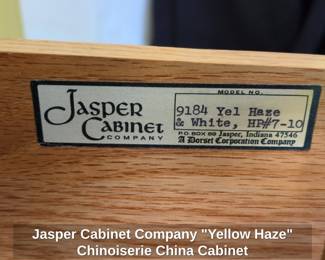 MODEL NO.
JASPER
CABINET
COMPANY
9184 Yel Haze
& White, HP#7-10
P.O. BOX 69 Jasper, Indiana 47546
A Dorset Corporation Company
Jasper Cabinet Company "Yellow Haze"
Chinoiserie China Cabinet